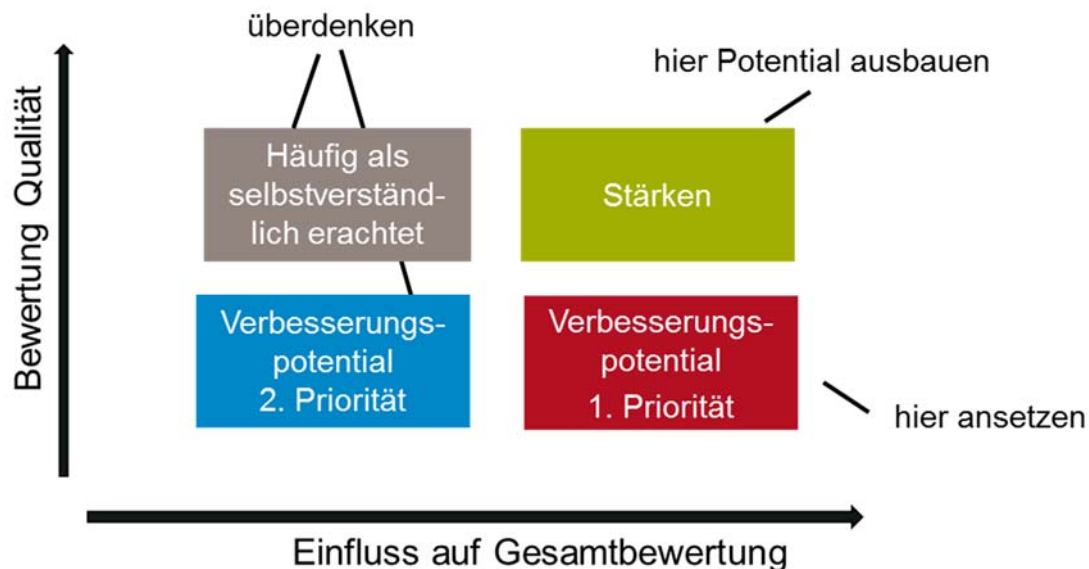 überdenken
hier Potential ausbauen
Bewertung Qualität
Häufig als
selbstverständ-
lich erachtet
Stärken
Verbesserungs-
potential
2. Priorität
Verbesserungs-
potential
1. Priorität
hier ansetzen
Einfluss auf Gesamtbewertung